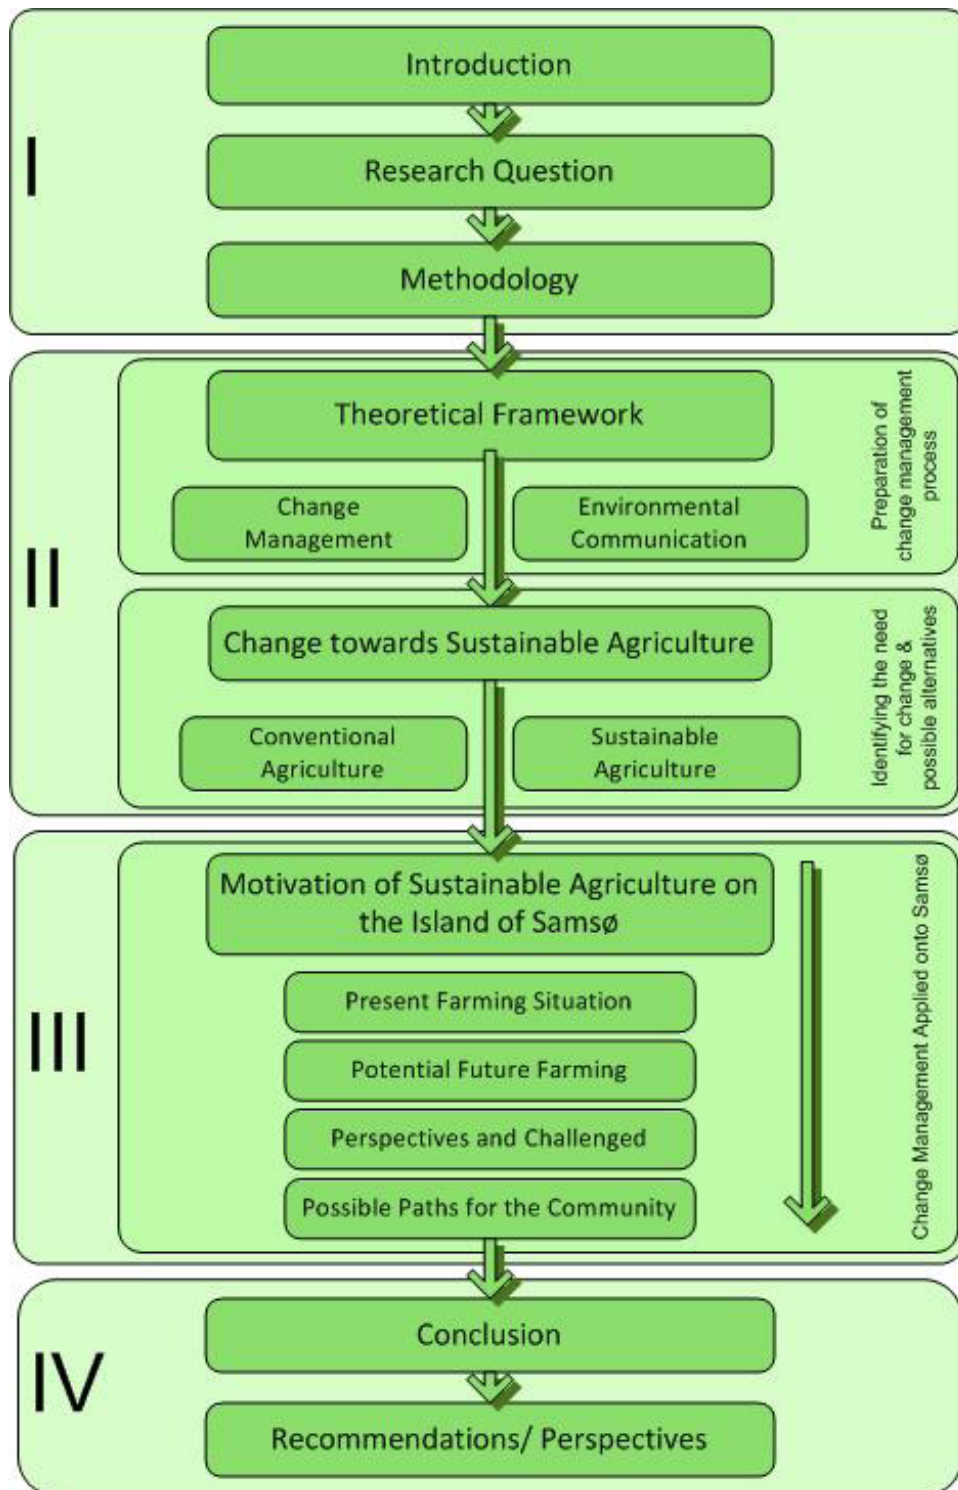 I
Introduction
Research Question
Methodology
II
Theoretical Framework
Change
Management
Environmental
Communication
Preparation of
change management
process
Change towards Sustainable Agriculture
Conventional
Agriculture
Sustainable
Agriculture
Identifying the need
for change &
possible alternatives
III
Motivation of Sustainable Agriculture on
the Island of Samsø
Present Farming Situation
Potential Future Farming
Perspectives and Challenged
Possible Paths for the Community
Change Management Applied onto Samsø
IV
Conclusion
Recommendations/ Perspectives